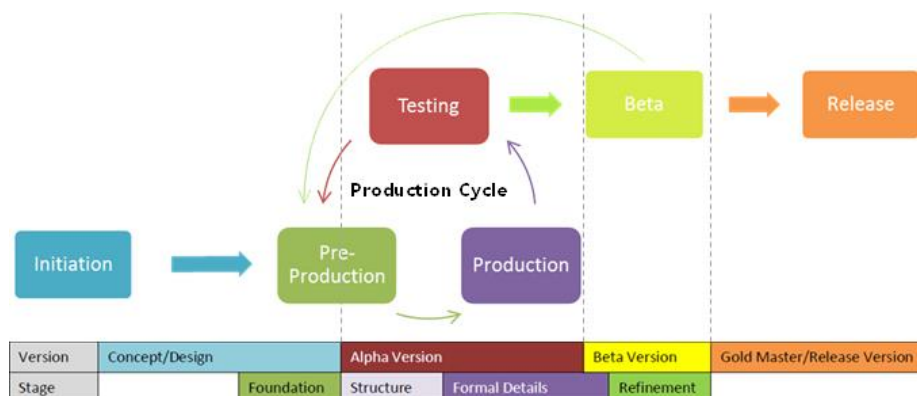 Testing
Beta
Release
Production Cycle
Initiation
Pre-
Production
Production
Version Concept/Design Alpha Version Beta Version Gold Master/Release Version
Stage Foundation Structure Formal Details Refinement